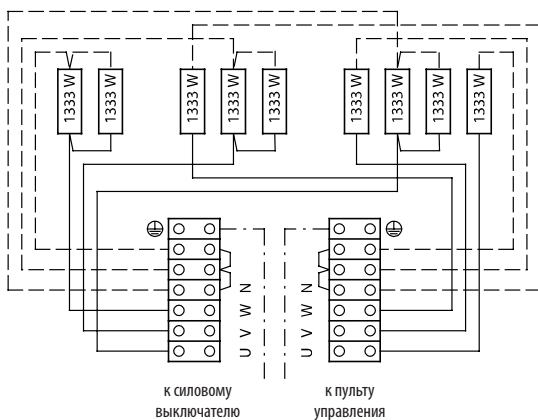 1333 W
1333 W
1333 W
1333 W
1333 W
1333 W
1333 W
1333 W
1333 W
U V W N
U V W N
к силовому
выключателю
к пульту
управления